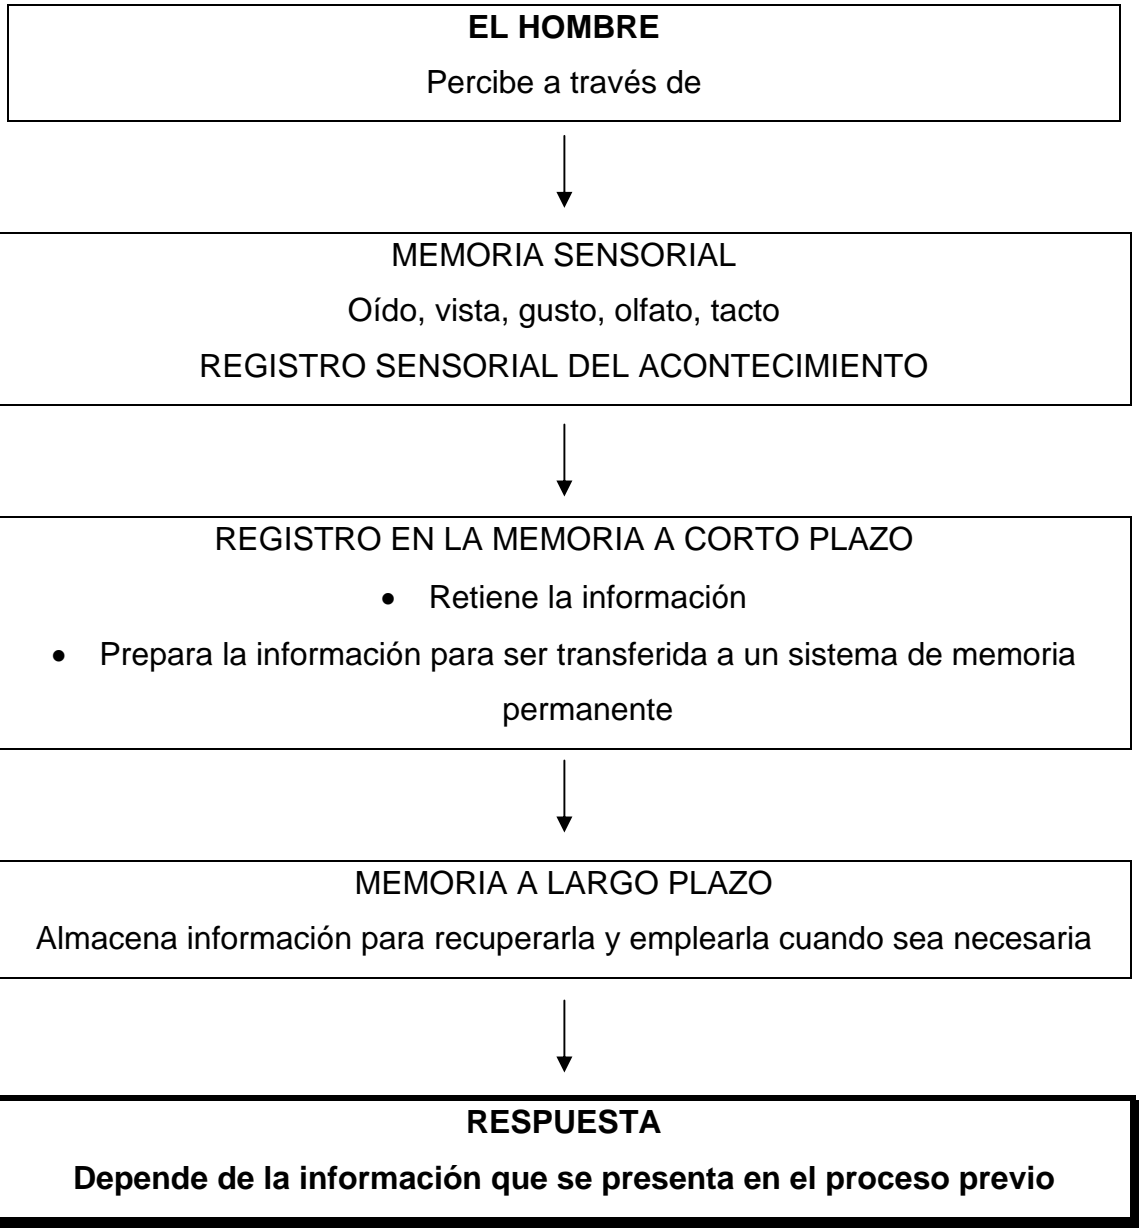 EL HOMBRE
Percibe a través de
MEMORIA SENSORIAL
Oído, vista, gusto, olfato, tacto
REGISTRO SENSORIAL DEL ACONTECIMIENTO
REGISTRO EN LA MEMORIA A CORTO PLAZO
• Retiene la información
• Prepara la información para ser transferida a un sistema de memoria
permanente
MEMORIA A LARGO PLAZO
Almacena información para recuperarla y emplearla cuando sea necesaria
RESPUESTA
Depende de la información que se presenta en el proceso previo